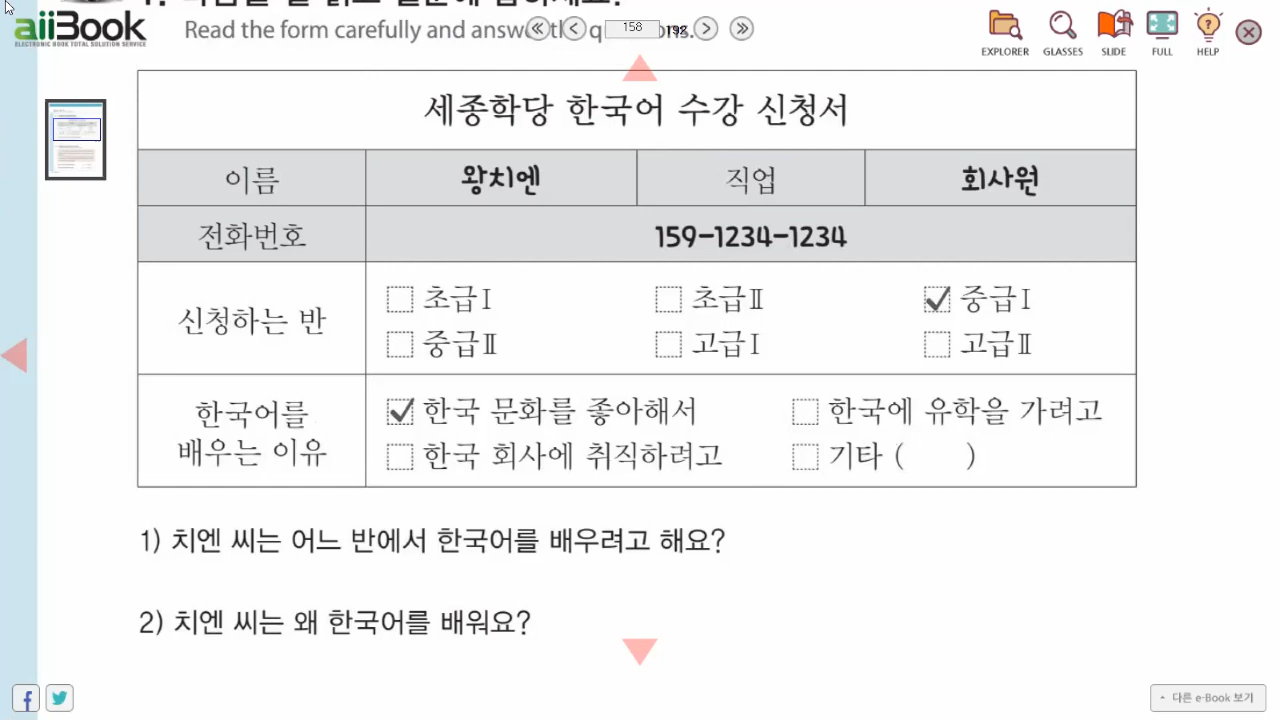 aiiBook
ELECTRONIC BOOK TOTAL SOLUTION SERVICE
Read the form carefully and answer the questions.
158
198
EXPLORER GLASSES SLIDE FULL HELP
세종학당 한국어 수강 신청서
이름 왕치엔 직업 회사원
전화번호 159-1234-1234
신청하는 반
초급Ⅰ 초급Ⅱ 중급Ⅰ
중급Ⅱ 고급Ⅰ 고급Ⅱ
한국어를
배우는 이유
한국 문화를 좋아해서 한국에 유학을 가려고
한국 회사에 취직하려고 기타 ( )
1) 치엔 씨는 어느 반에서 한국어를 배우려고 해요?
2) 치엔 씨는 왜 한국어를 배워요?
다른 e-Book 보기